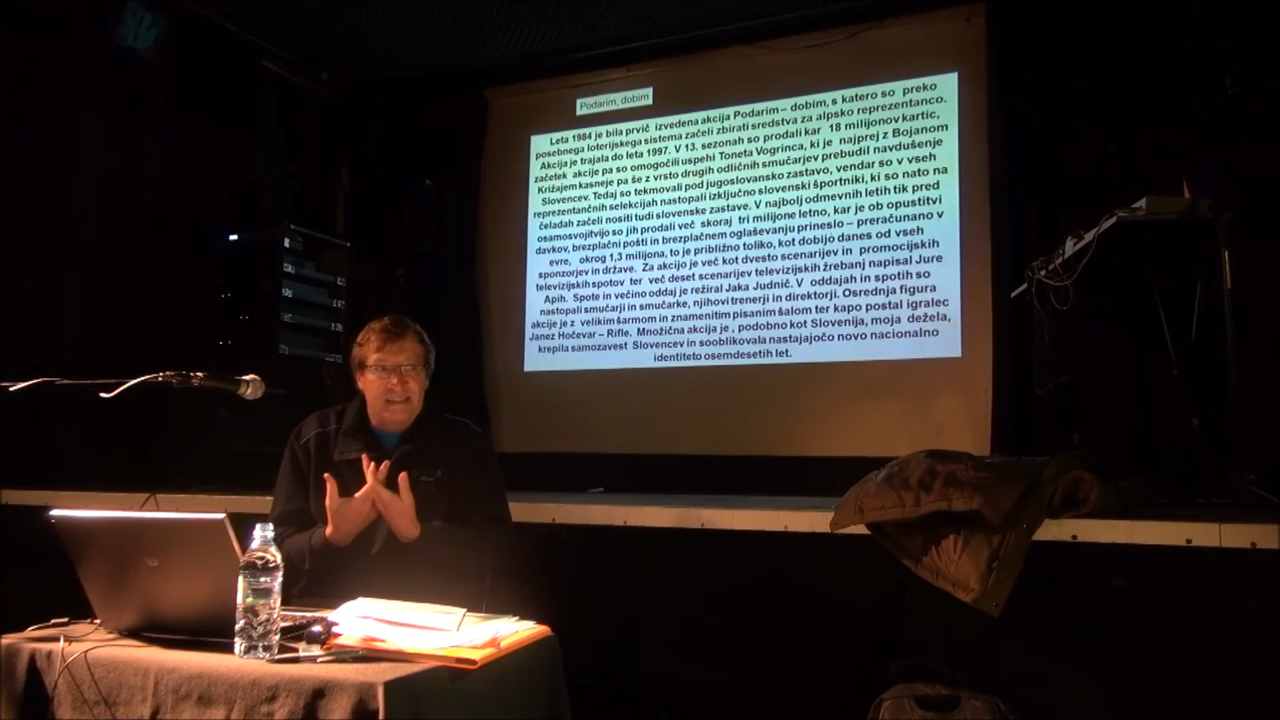 Podarim, dobim
Leta 1984 je bila prvič izvedena akcija Podarim – dobim, s katero so preko
posebnega loterijskega sistema začeli zbirati sredstva za alpsko reprezentanco.
Akcija je trajala do leta 1997. V 13. sezonah so prodali kar 18 milijonov kartic,
začetek akcije pa so omogočili uspehi Toneta Vogrinca, ki je najprej z Bojanom
Križajem kasneje pa še z vrsto drugih odličnih smučarjev prebudil navdušenje
Slovencev. Tedaj so tekmovali pod jugoslovansko zastavo, vendar so v vseh
reprezentančnih selekcijah nastopali izključno slovenski športniki, ki so nato na
čeladah začeli nositi tudi slovenske zastave. V najbolj odmevnih letih tik pred
osamosvojitvijo so jih prodali več skoraj tri milijone letno, kar je ob opustitvi
davkov, brezplačni pošti in brezplačnem oglaševanju prineslo – preračunano v
evre, okrog 1,3 milijona, to je približno toliko, kot dobijo danes od vseh
sponzorjev in države. Za akcijo je več kot dvesto scenarijev in promocijskih
televizijskih spotov ter več deset scenarijev televizijskih žrebanj napisal Jure
Apih. Spote in večino oddaj je režiral Jaka Judnič. V oddajah in spotih so
nastopali smučarji in smučarke, njihovi trenerji in direktorji. Osrednja figura
akcije je z velikim šarmom in znamenitim pisanim šalom ter kapo postal igralec
Janez Hočevar – Rifle. Množična akcija je , podobno kot Slovenija, moja dežela,
krepila samozavest Slovencev in sooblikovala nastajajočo novo nacionalno
identiteto osemdesetih let.